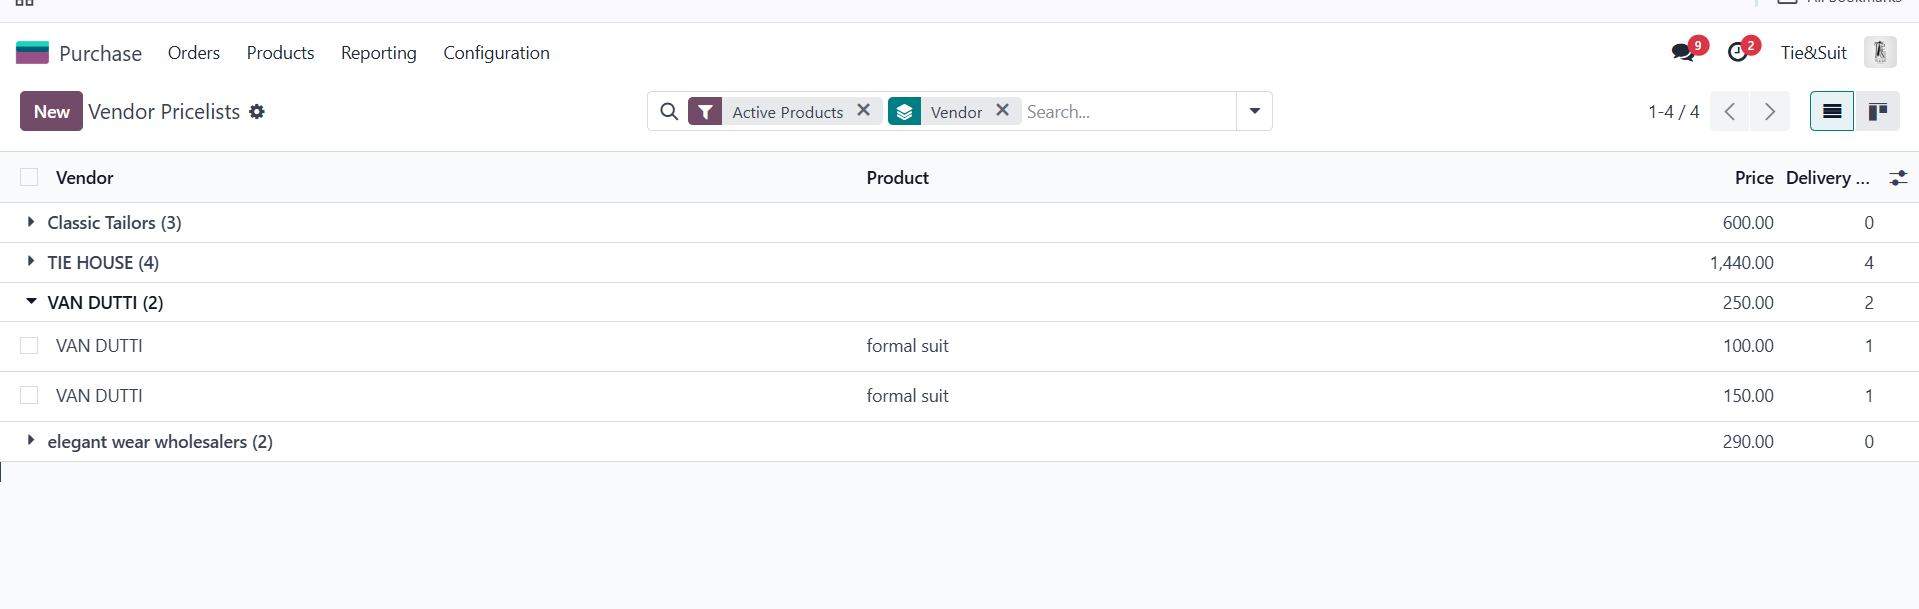 All Bookmarks
Purchase Orders Products Reporting Configuration 9 2 Tie&Suit
New Vendor Pricelists Active Products Vendor Search... 1-4 / 4
Vendor Product Price Delivery ...
Classic Tailors (3) 600.00 0
TIE HOUSE (4) 1,440.00 4
VAN DUTTI (2) 250.00 2
VAN DUTTI formal suit 100.00 1
VAN DUTTI formal suit 150.00 1
elegant wear wholesalers (2) 290.00 0